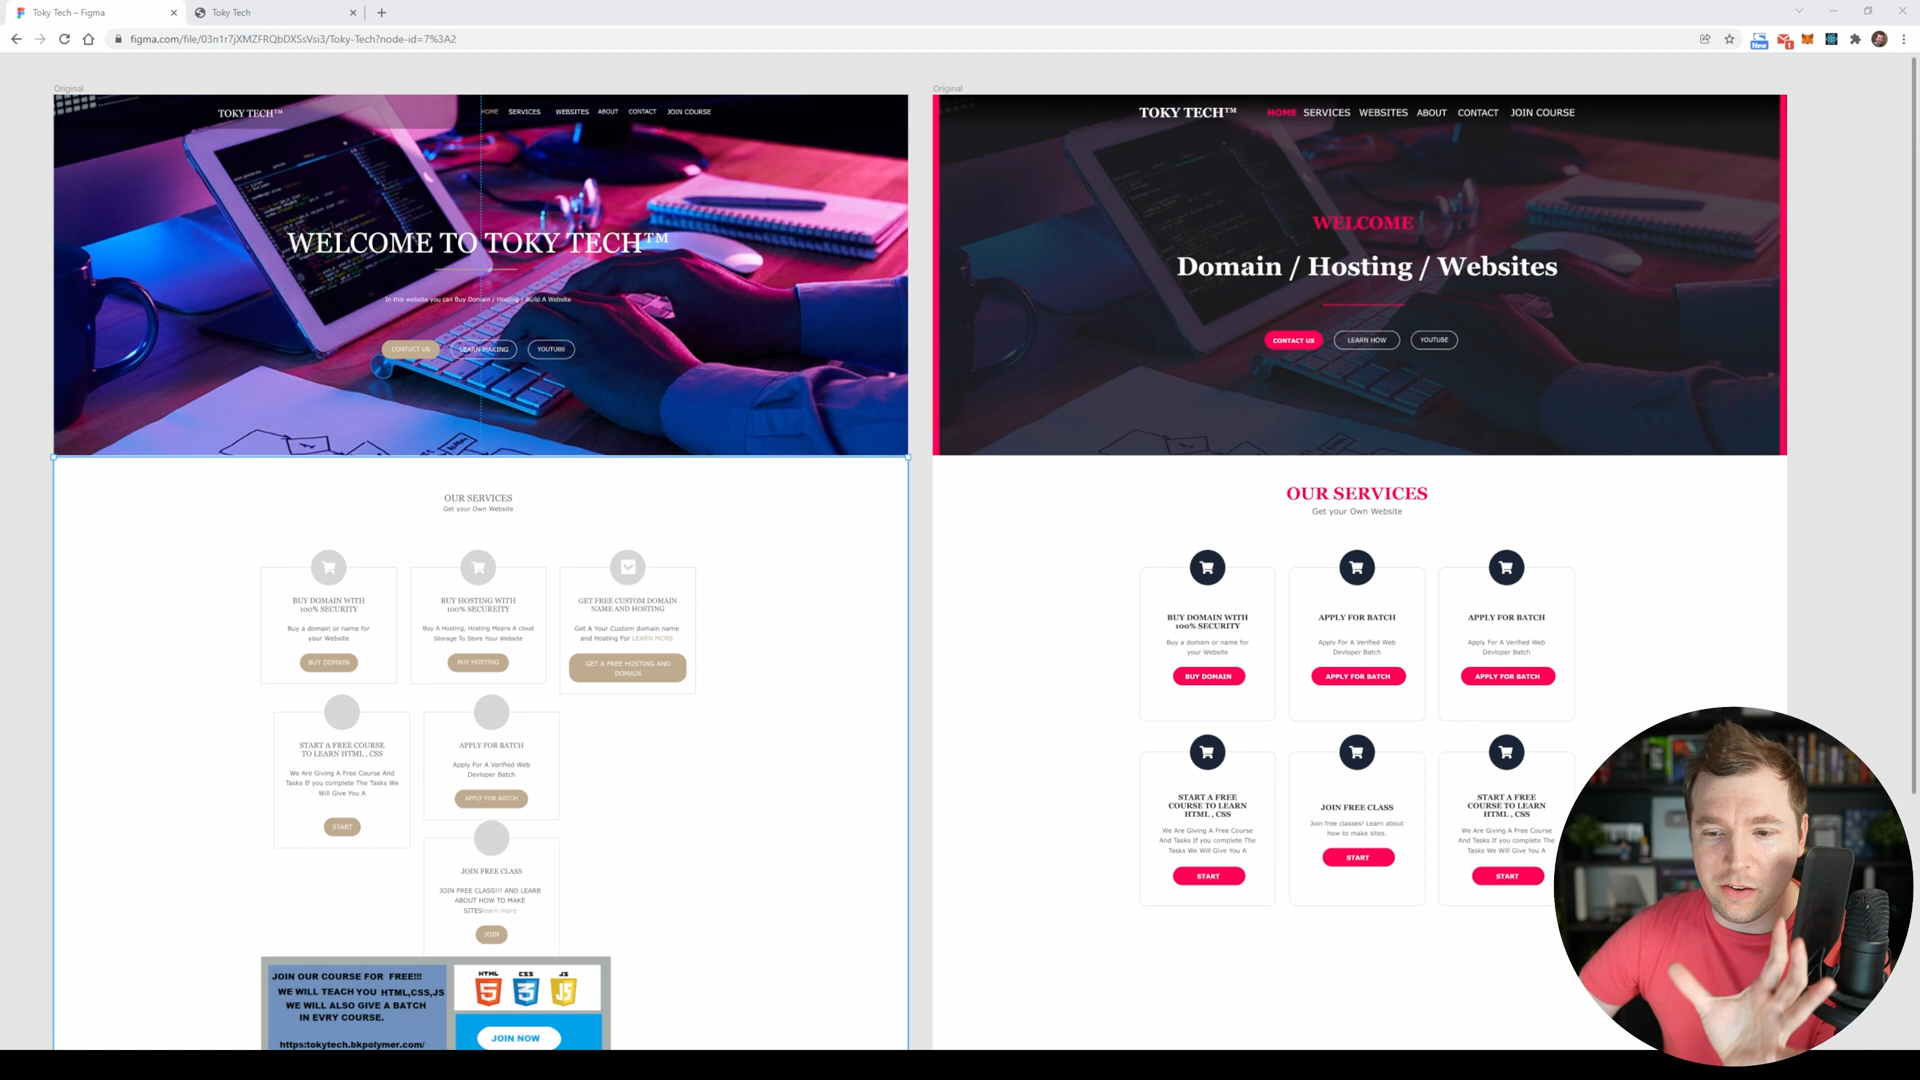 Toky Tech – Figma
Toky Tech
figma.com/file/03n1r7jXMZFRQbDXSsVsi3/Toky-Tech?node-id=7%3A2
New
1
Original
TOKY TECH™
HOME SERVICES WEBSITES ABOUT CONTACT JOIN COURSE
WELCOME TO TOKY TECH™
In this website you can Buy Domain / Hosting / Build A Website
CONTUCT US
LEARN MAKING
YOUTUBE
OUR SERVICES
Get your Own Website
BUY DOMAIN WITH
100% SECURITY
Buy a domain or name for
your Website
BUY DOMAIN
BUY HOSTING WITH
100% SECUREITY
Buy A Hosting, Hosting Means A cloud
Storage To Store Your Website
BUY HOSTING
GET FREE CUSTOM DOMAIN
NAME AND HOSTING
Get A Your Custom domain name
and Hosting For LEARN MORE
GET A FREE HOSTING AND
DOMAIN
START A FREE COURSE
TO LEARN HTML , CSS
We Are Giving A Free Course And
Tasks If you complete The Tasks We
Will Give You A
START
APPLY FOR BATCH
Apply For A Verified Web
Devloper Batch
APPLY FOR BATCH
JOIN FREE CLASS
JOIN FREE CLASS!!! AND LEARB
ABOUT HOW TO MAKE
SITESlearn more
JOIN
JOIN OUR COURSE FOR FREE!!!
WE WILL TEACH YOU HTML,CSS,JS
WE WILL ALSO GIVE A BATCH
IN EVRY COURSE.
https:tokytech.bkpolymer.com/
HTML CSS JS
5 3 JS
JOIN NOW
Original
TOKY TECH™
HOME SERVICES WEBSITES ABOUT CONTACT JOIN COURSE
WELCOME
Domain / Hosting / Websites
CONTACT US
LEARN HOW
YOUTUBE
OUR SERVICES
Get your Own Website
BUY DOMAIN WITH
100% SECURITY
Buy a domain or name for
your Website
BUY DOMAIN
APPLY FOR BATCH
Apply For A Verified Web
Devloper Batch
APPLY FOR BATCH
APPLY FOR BATCH
Apply For A Verified Web
Devloper Batch
APPLY FOR BATCH
START A FREE
COURSE TO LEARN
HTML , CSS
We Are Giving A Free Course
And Tasks If you complete The
Tasks We Will Give You A
START
JOIN FREE CLASS
Join free classes! Learn about
how to make sites.
START
START A FREE
COURSE TO LEARN
HTML , CSS
We Are Giving A Free Course
And Tasks If you complete The
Tasks We Will Give You A
START